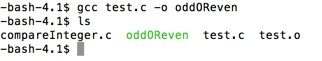 -bash-4.1$ gcc test.c -o oddOReven
-bash-4.1$ ls
compareInteger.c  oddOReven  test.c  test.o
-bash-4.1$